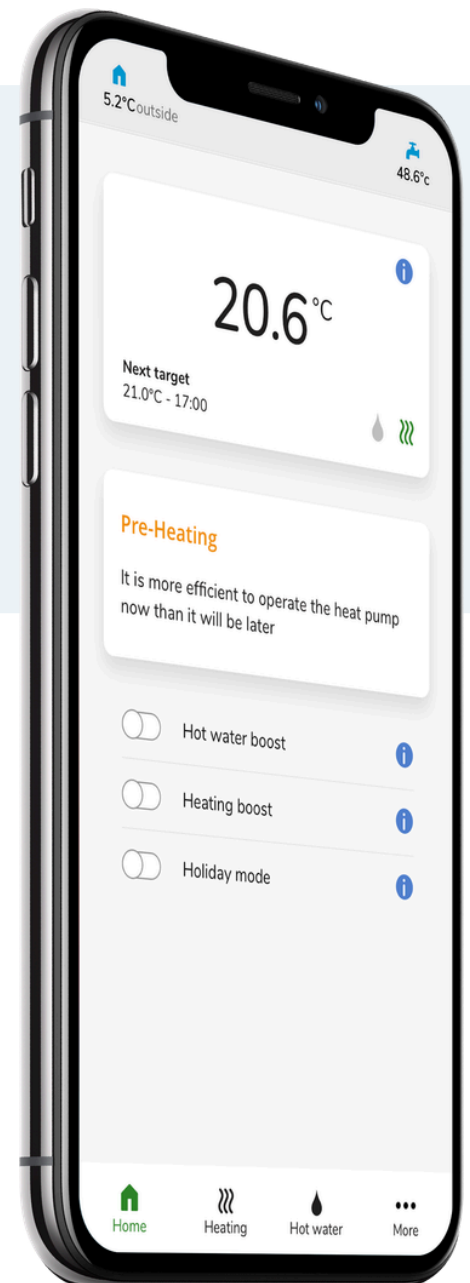 5.2°Coutside
48.6°c
20.6°C
Next target
21.0°C - 17:00
Pre-Heating
It is more efficient to operate the heat pump
now than it will be later
Hot water boost
Heating boost
Holiday mode
Home
Heating
Hot water
More